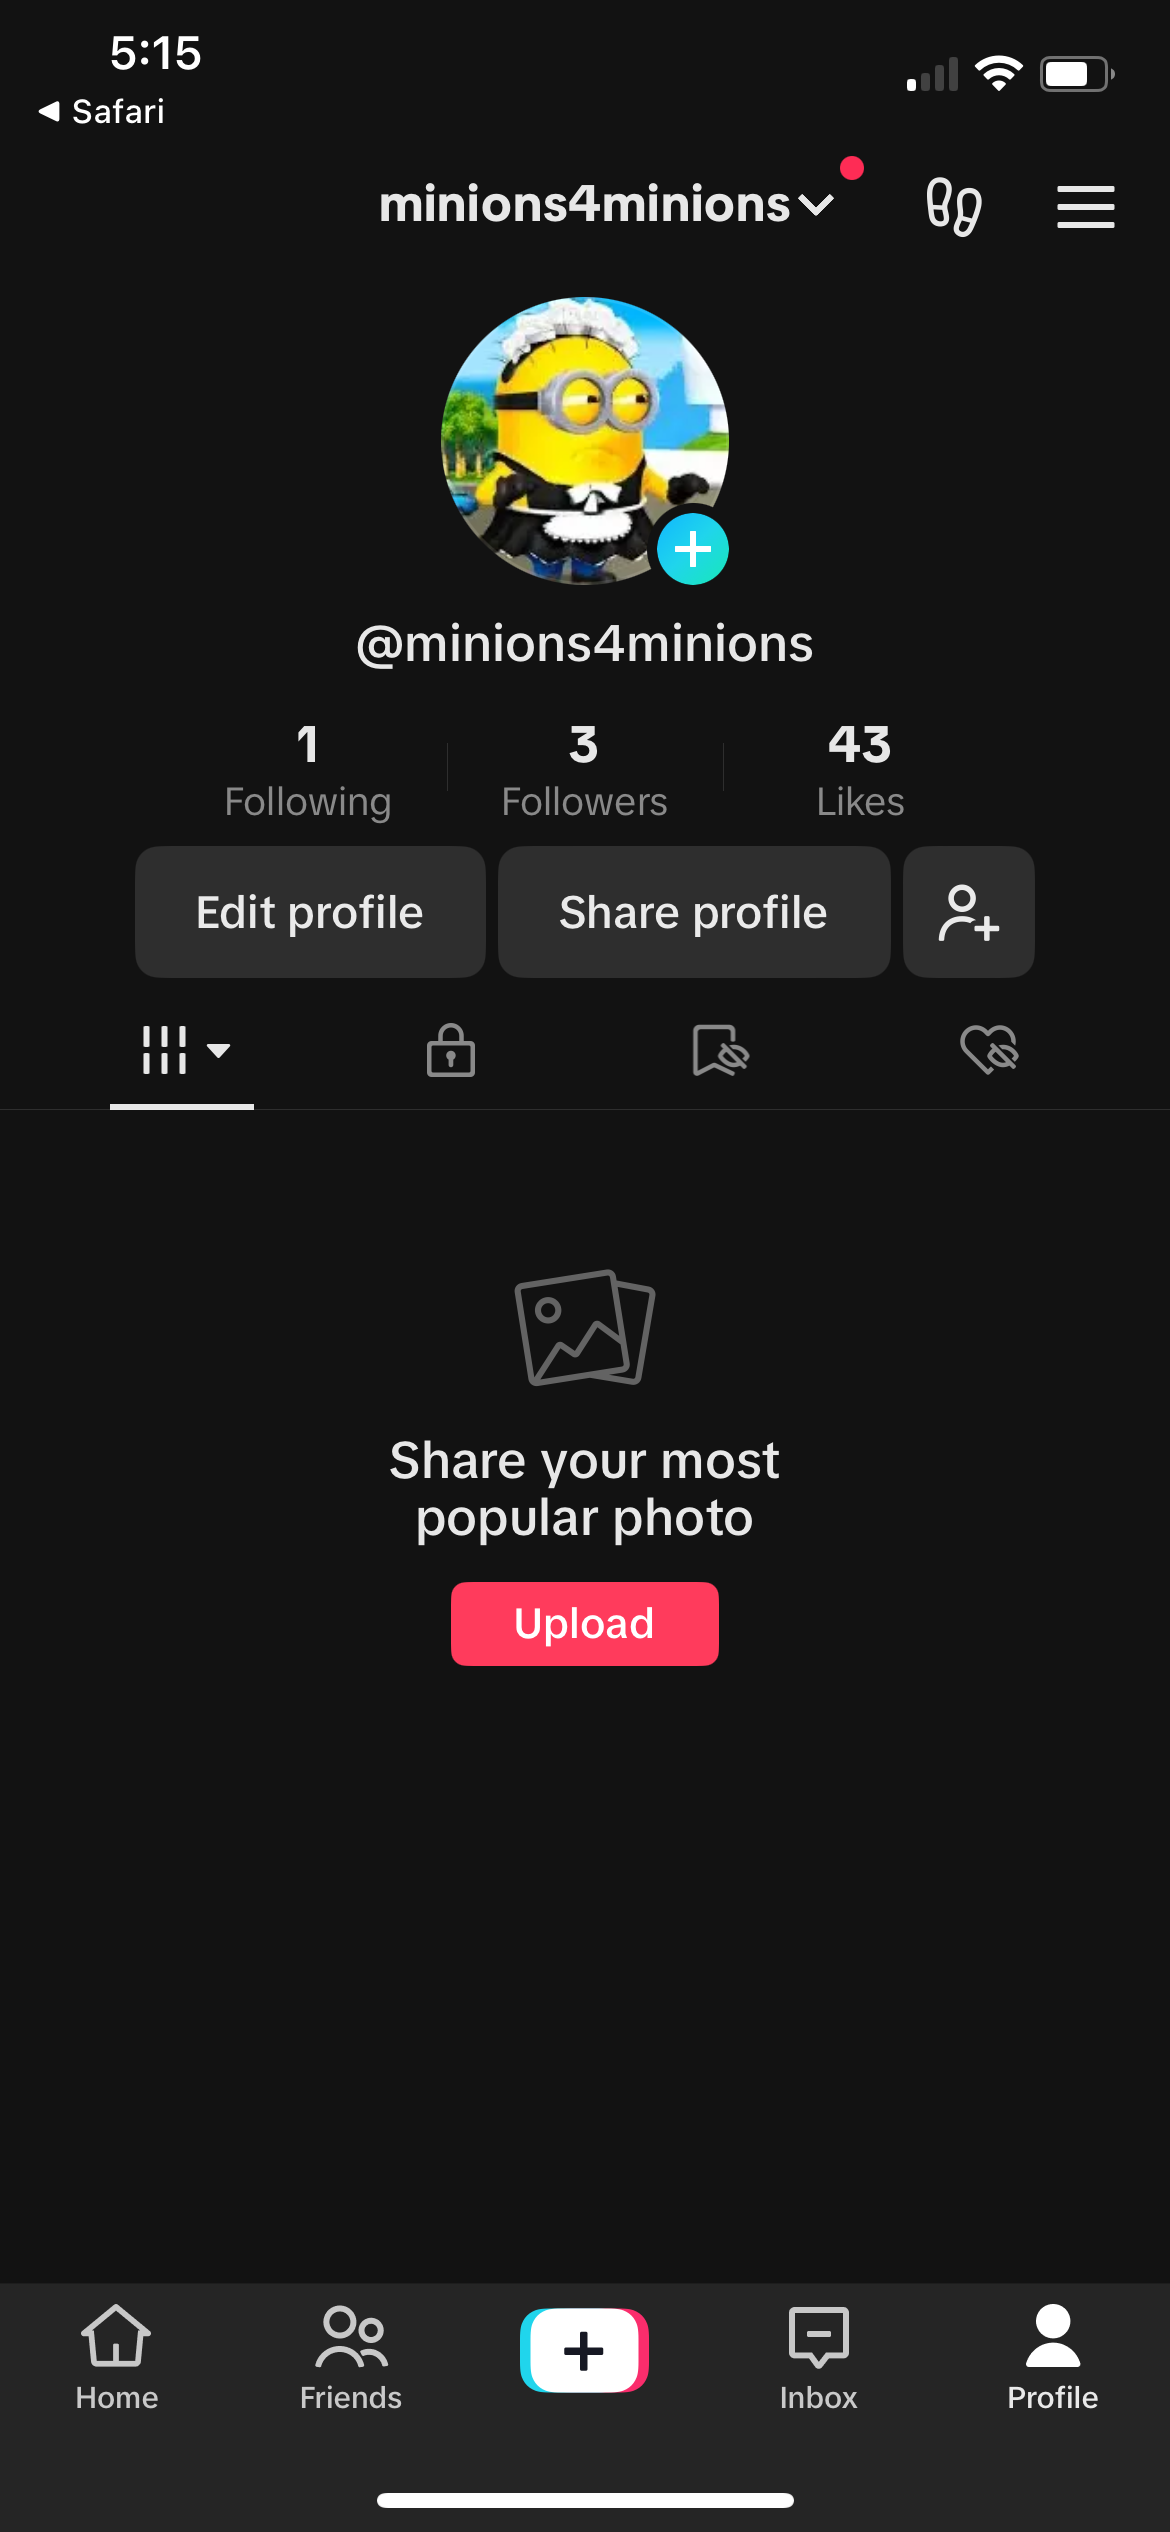 5:15
Safari
minions4minions
@minions4minions
1 3 43
Following Followers Likes
Edit profile Share profile
Share your most
popular photo
Upload
Home Friends Inbox Profile